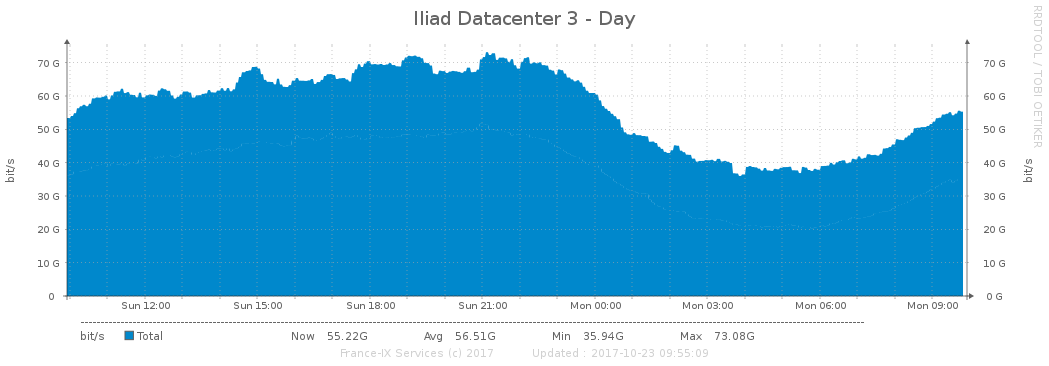 Iliad Datacenter 3 - Day
RRDTOOL / TOBI OETIKER
bit/s
70 G 70 G
60 G 60 G
50 G 50 G
40 G 40 G
30 G 30 G
20 G 20 G
10 G 10 G
0 0 G
bit/s
Sun 12:00 Sun 15:00 Sun 18:00 Sun 21:00 Mon 00:00 Mon 03:00 Mon 06:00 Mon 09:00
bit/s Total Now 55.22G Avg 56.51G Min 35.94G Max 73.08G
France-IX Services (c) 2017 Updated : 2017-10-23 09:55:09